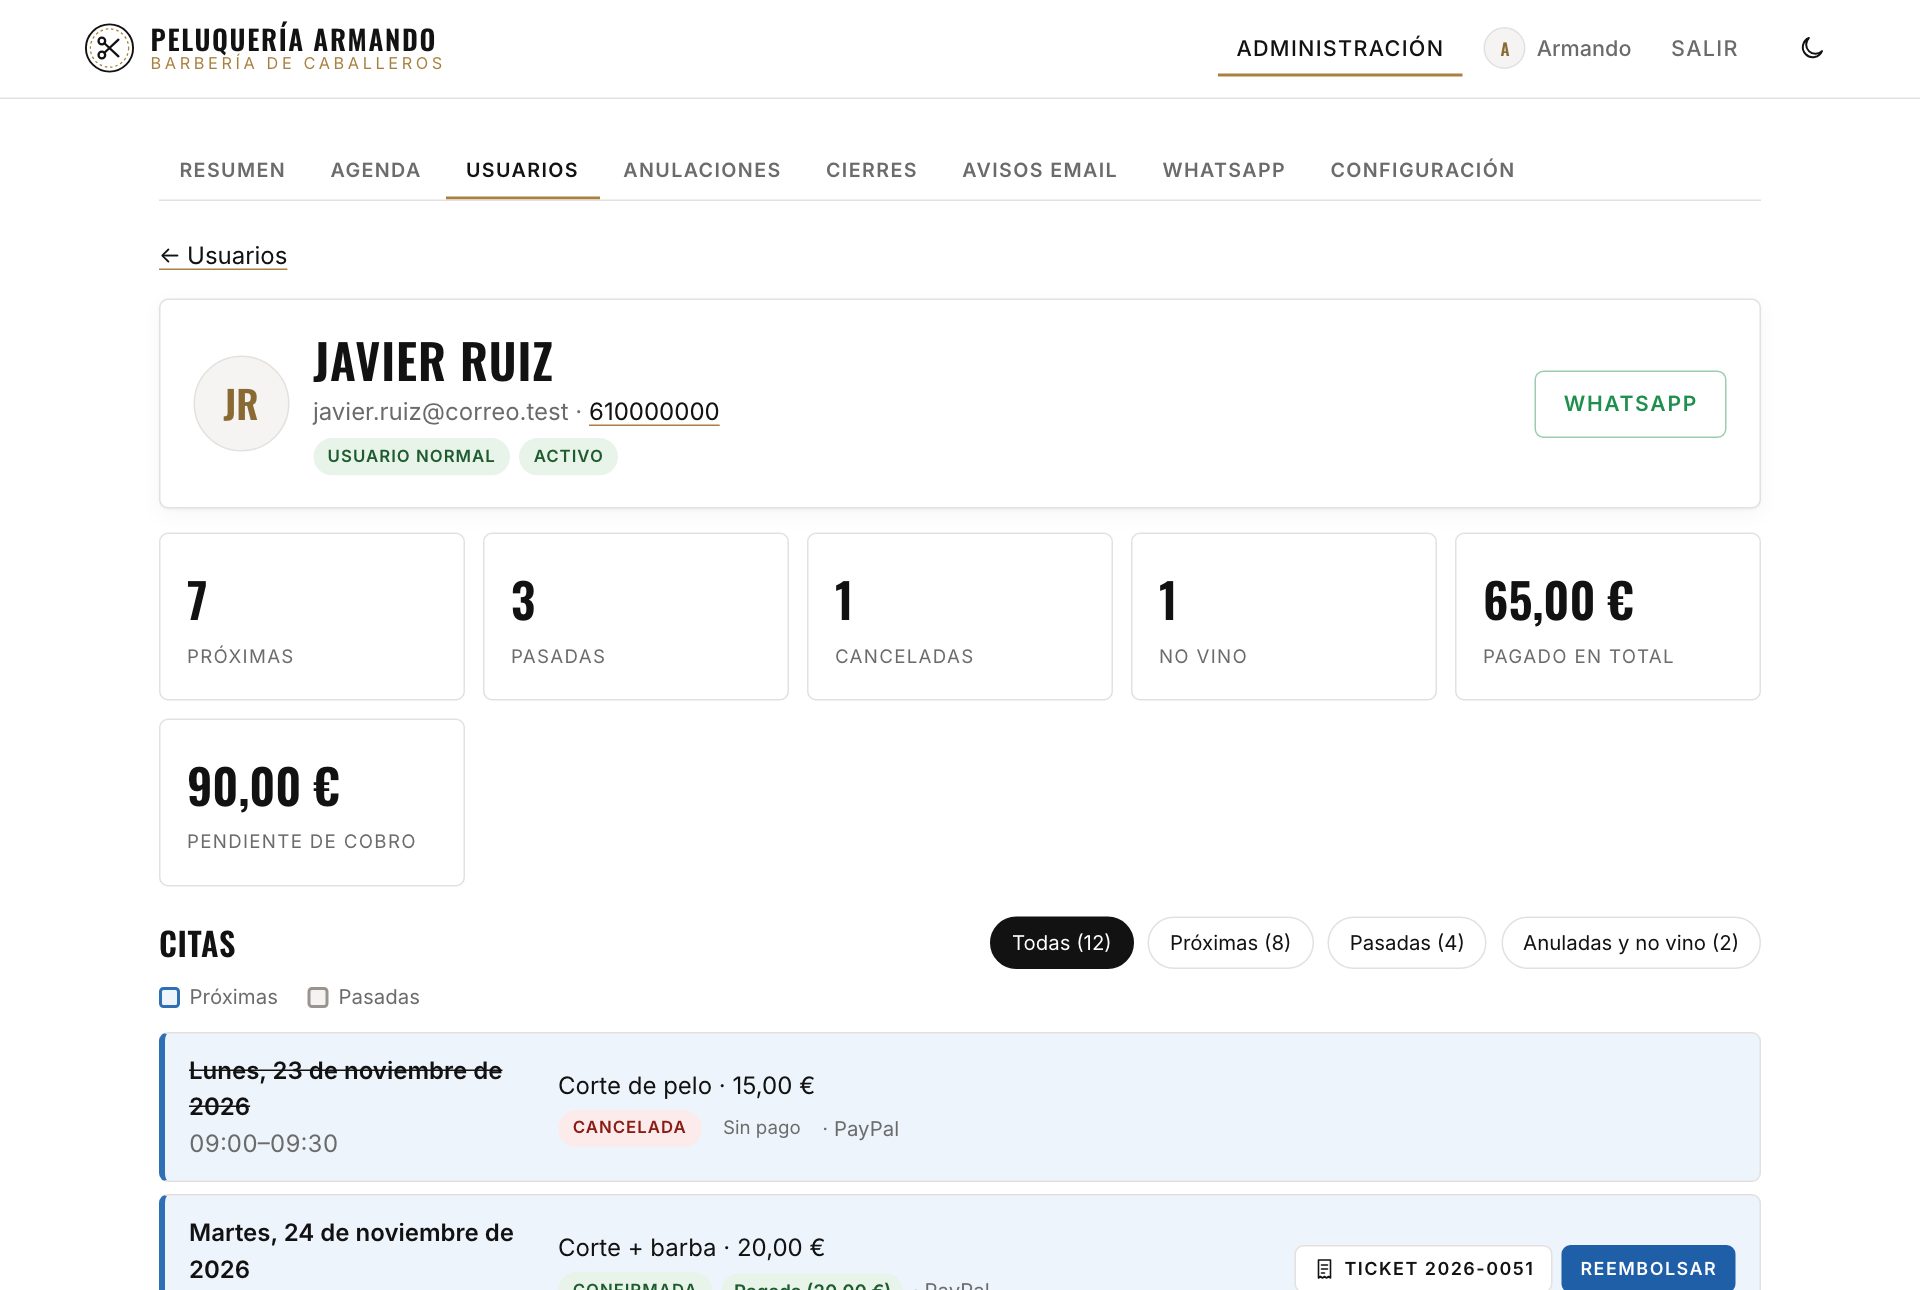 PELUQUERÍA ARMANDO
BARBERÍA DE CABALLEROS
ADMINISTRACIÓN
A
Armando
SALIR
RESUMEN
AGENDA
USUARIOS
ANULACIONES
CIERRES
AVISOS EMAIL
WHATSAPP
CONFIGURACIÓN
← Usuarios
JR
JAVIER RUIZ
javier.ruiz@correo.test · 610000000
USUARIO NORMAL
ACTIVO
WHATSAPP
7
PRÓXIMAS
3
PASADAS
1
CANCELADAS
1
NO VINO
65,00 €
PAGADO EN TOTAL
90,00 €
PENDIENTE DE COBRO
CITAS
Todas (12)
Próximas (8)
Pasadas (4)
Anuladas y no vino (2)
Próximas
Pasadas
Lunes, 23 de noviembre de
2026
09:00–09:30
Corte de pelo · 15,00 €
CANCELADA
Sin pago
· PayPal
Martes, 24 de noviembre de
2026
Corte + barba · 20,00 €
CONFIRMADA
Pagado (20,00 €)
· PayPal
TICKET 2026-0051
REEMBOLSAR